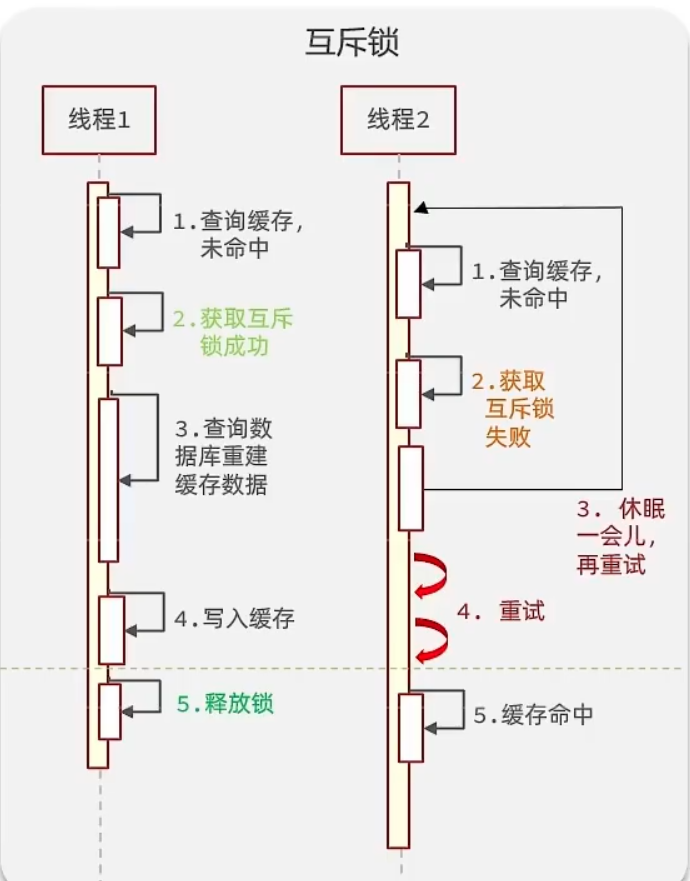 互斥锁
线程1
线程2
1.查询缓存,
未命中
2.获取互斥
锁成功
3.查询数
据库重建
缓存数据
4.写入缓存
5.释放锁
1.查询缓存,
未命中
2.获取
互斥锁
失败
3. 休眠
一会儿,
再重试
4. 重试
5.缓存命中